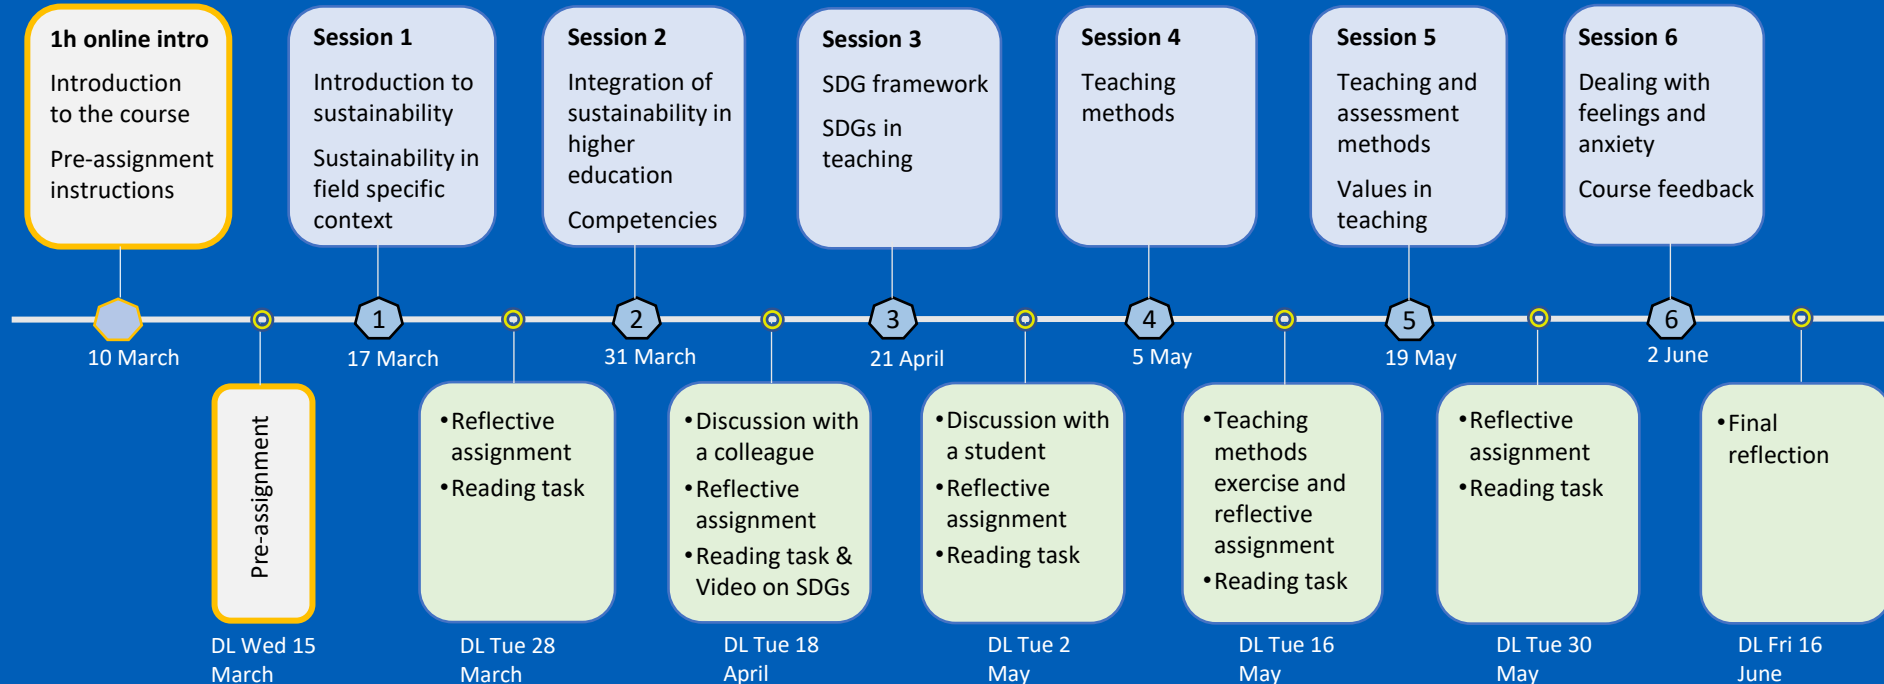 1h online intro
Introduction
to the course
Pre-assignment
instructions
Session 1
Introduction to
sustainability
Sustainability in
field specific
context
Session 2
Integration of
sustainability in
higher
education
Competencies
Session 3
SDG framework
SDGs in
teaching
Session 4
Teaching
methods
Session 5
Teaching and
assessment
methods
Values in
teaching
Session 6
Dealing with
feelings and
anxiety
Course feedback
1
2
3
4
5
6
10 March
17 March
31 March
21 April
5 May
19 May
2 June
Pre-assignment
•Reflective
assignment
•Reading task
•Discussion with
a colleague
•Reflective
assignment
•Reading task &
Video on SDGs
•Discussion with
a student
•Reflective
assignment
•Reading task
•Teaching
methods
exercise and
reflective
assignment
•Reading task
•Reflective
assignment
•Reading task
•Final
reflection
DL Wed 15
March
DL Tue 28
March
DL Tue 18
April
DL Tue 2
May
DL Tue 16
May
DL Tue 30
May
DL Fri 16
June